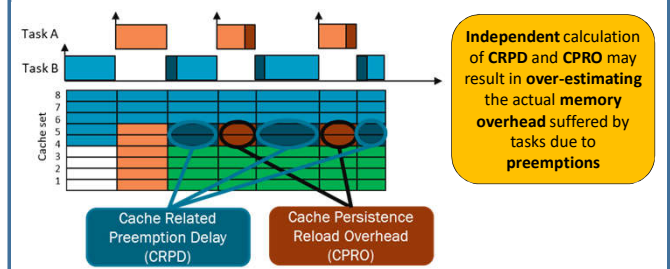 Task A
Task B
Cache set
8
7
6
5
4
3
2
1
Cache Related
Preemption Delay
(CRPD)
Cache Persistence
Reload Overhead
(CPRO)
Independent calculation
of CRPD and CPRO may
result in over-estimating
the actual memory
overhead suffered by
tasks due to
preemptions